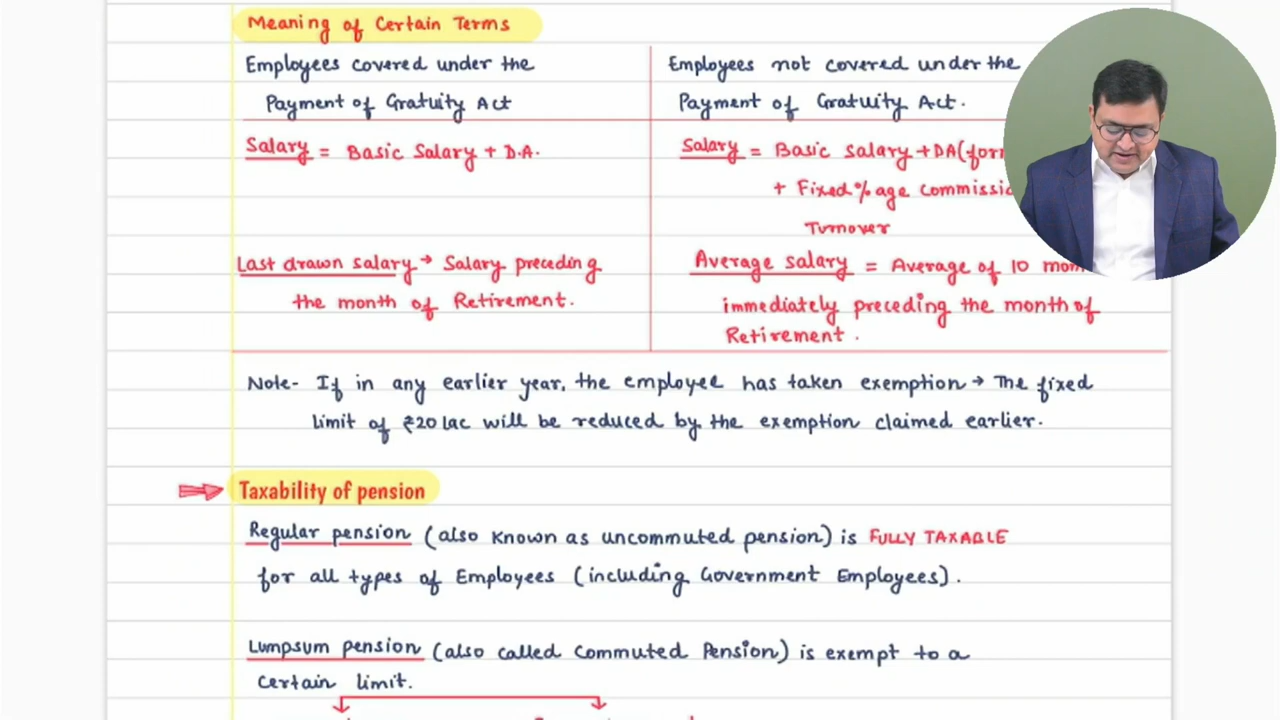 Meaning of Certain Terms
Employees covered under the
Payment of Gratuity Act
Salary = Basic Salary + D.A.
Last drawn salary → Salary preceding
the month of Retirement.
Employees not covered under the
Payment of Gratuity Act.
Salary = Basic salary + DA (
+ Fixed % age
Turnover
Average salary = Average of 10
immediately preceding the month of
Retirement.
Note- If in any earlier year, the employee has taken exemption → The fixed
limit of ₹20 lac will be reduced by the exemption claimed earlier.
Taxability of pension
Regular pension (also known as uncommuted pension) is FULLY TAXABLE
for all types of Employees (including Government Employees).
Lumpsum pension (also called Commuted Pension) is exempt to a
certain limit.